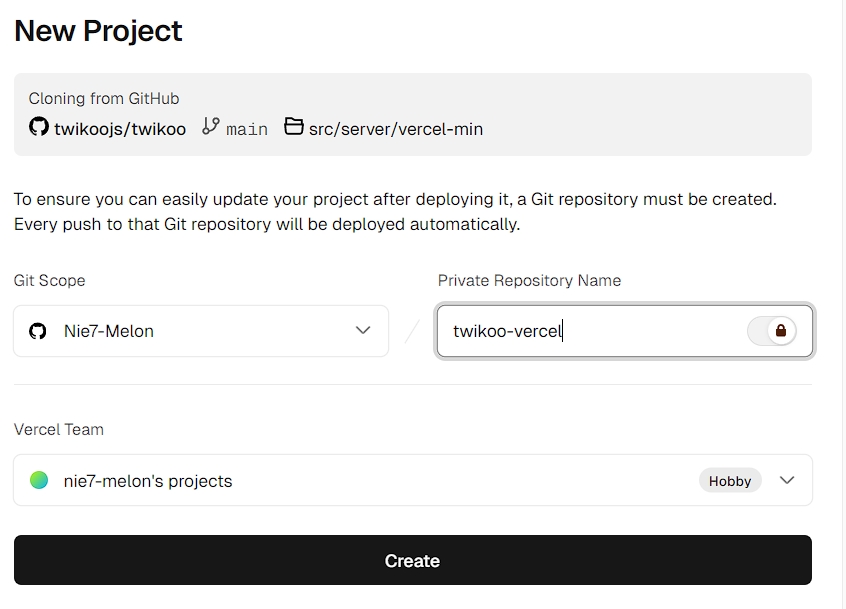 New Project
Cloning from GitHub
twikoojs/twikoo main src/server/vercel-min
To ensure you can easily update your project after deploying it, a Git repository must be created.
Every push to that Git repository will be deployed automatically.
Git Scope
Private Repository Name
Nie7-Melon
/
twikoo-vercel
Vercel Team
nie7-melon's projects
Hobby
Create